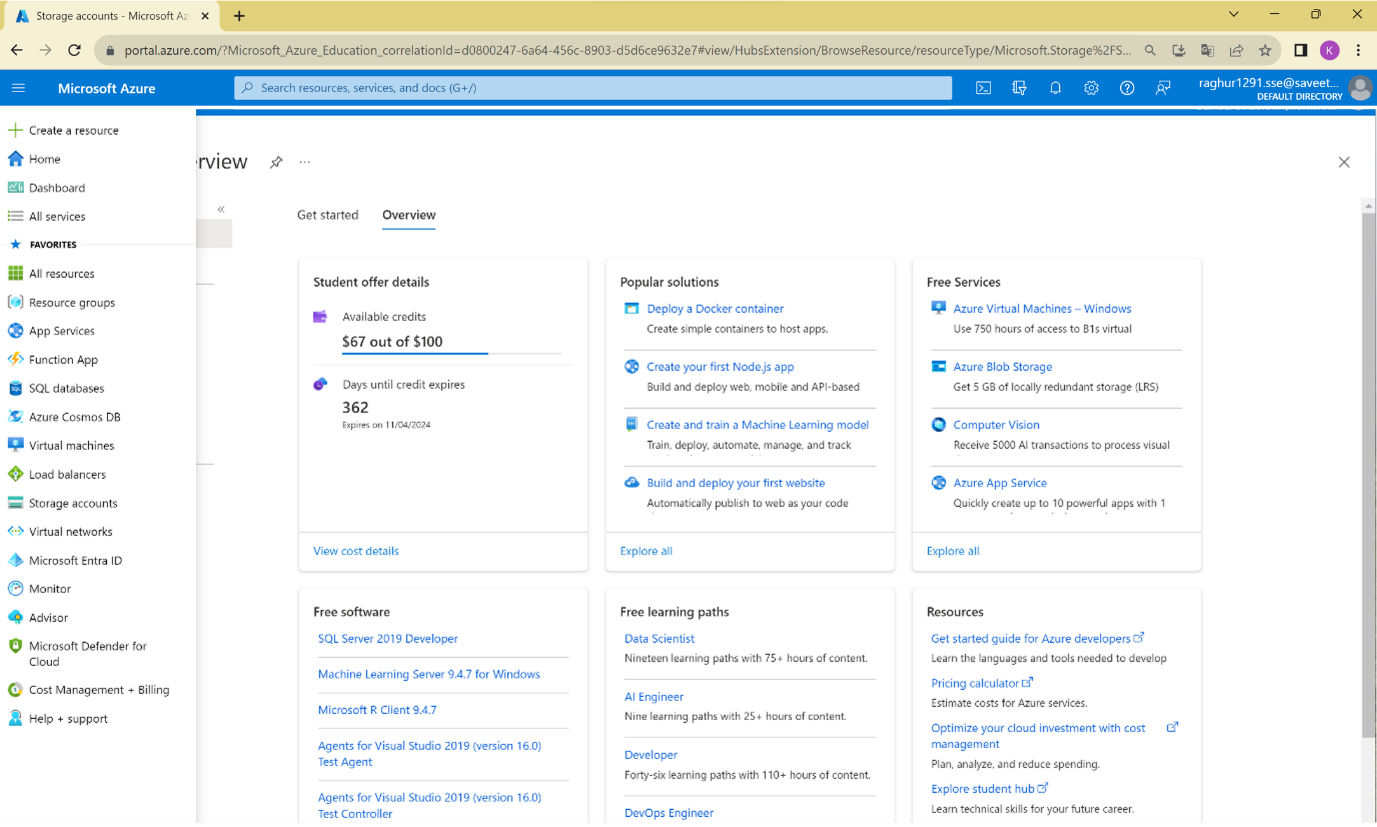 Storage accounts - Microsoft Az
portal.azure.com/?Microsoft_Azure_Education_correlationId=d0800247-6a64-456c-8903-d5d6ce9632e7#view/HubsExtension/BrowseResource/resourceType/Microsoft.Storage%2FS...
K
Microsoft Azure
Search resources, services, and docs (G+/)
raghur1291.sse@saveet...
DEFAULT DIRECTORY
Create a resource
Home
Dashboard
All services
FAVORITES
All resources
Resource groups
App Services
Function App
SQL databases
Azure Cosmos DB
Virtual machines
Load balancers
Storage accounts
Virtual networks
Microsoft Entra ID
Monitor
Advisor
Microsoft Defender for
Cloud
Cost Management + Billing
Help + support
rview
...
«
Get started
Overview
Student offer details
Available credits
$67 out of $100
Days until credit expires
362
Expires on 11/04/2024
View cost details
Popular solutions
Deploy a Docker container
Create simple containers to host apps,
Create your first Node.js app
Build and deploy web, mobile and API-based
Create and train a Machine Learning model
Train, deploy, automate, manage, and track
Build and deploy your first website
Automatically publish to web as your code
Explore all
Free Services
Azure Virtual Machines – Windows
Use 750 hours of access to B1s virtual
Azure Blob Storage
Get 5 GB of locally redundant storage (LRS)
Computer Vision
Receive 5000 AI transactions to process visual
Azure App Service
Quickly create up to 10 powerful apps with 1
Explore all
Free software
SQL Server 2019 Developer
Machine Learning Server 9.4.7 for Windows
Microsoft R Client 9.4.7
Agents for Visual Studio 2019 (version 16.0)
Test Agent
Agents for Visual Studio 2019 (version 16.0)
Test Controller
Free learning paths
Data Scientist
Nineteen learning paths with 75+ hours of content.
AI Engineer
Nine learning paths with 25+ hours of content.
Developer
Forty-six learning paths with 110+ hours of content.
DevOps Engineer
Resources
Get started guide for Azure developers
Learn the languages and tools needed to develop
Pricing calculator
Estimate costs for Azure services.
Optimize your cloud investment with cost
management
Plan, analyze, and reduce spending.
Explore student hub
Learn technical skills for your future career.